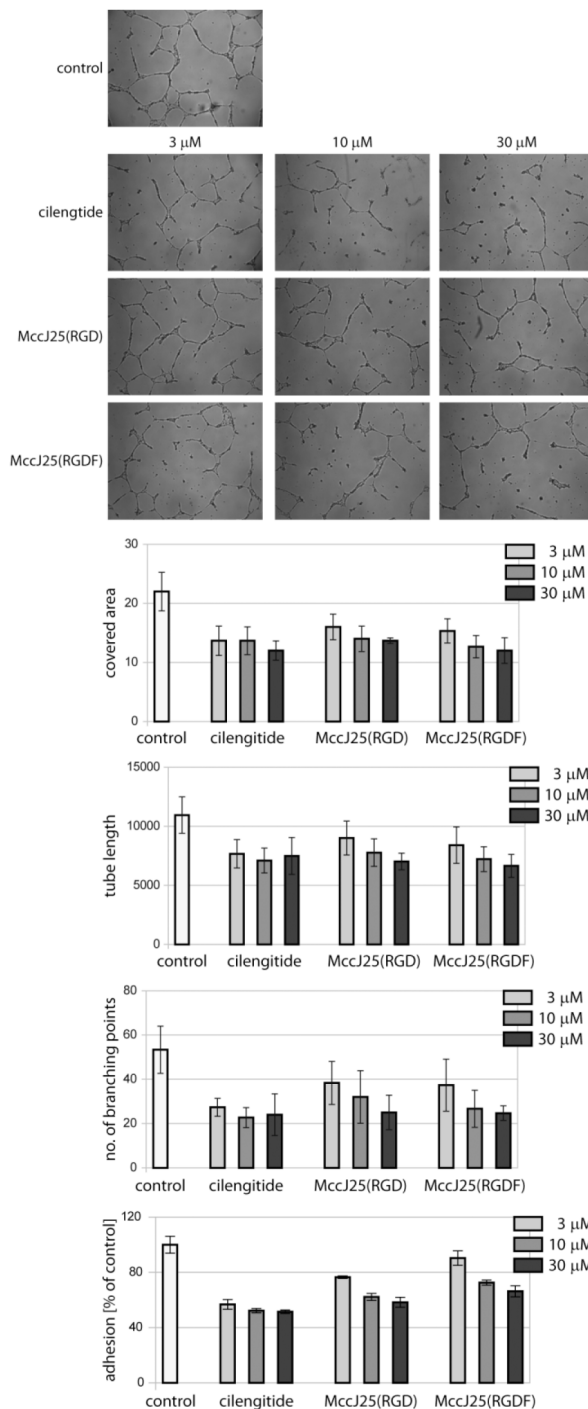 control
3 μM 10 μM 30 μM
cilengtide
MccJ25(RGD)
MccJ25(RGDF)
30
20
10
0
covered area
3 μM
10 μM
30 μM
control cilengitide MccJ25(RGD) MccJ25(RGDF)
15000
10000
5000
0
tube length
3 μM
10 μM
30 μM
control cilengitide MccJ25(RGD) MccJ25(RGDF)
80
60
40
20
0
no. of branching points
3 μM
10 μM
30 μM
control cilengitide MccJ25(RGD) MccJ25(RGDF)
120
80
40
0
adhesion [% of control]
3 μM
10 μM
30 μM
control cilengitide MccJ25(RGD) MccJ25(RGDF)